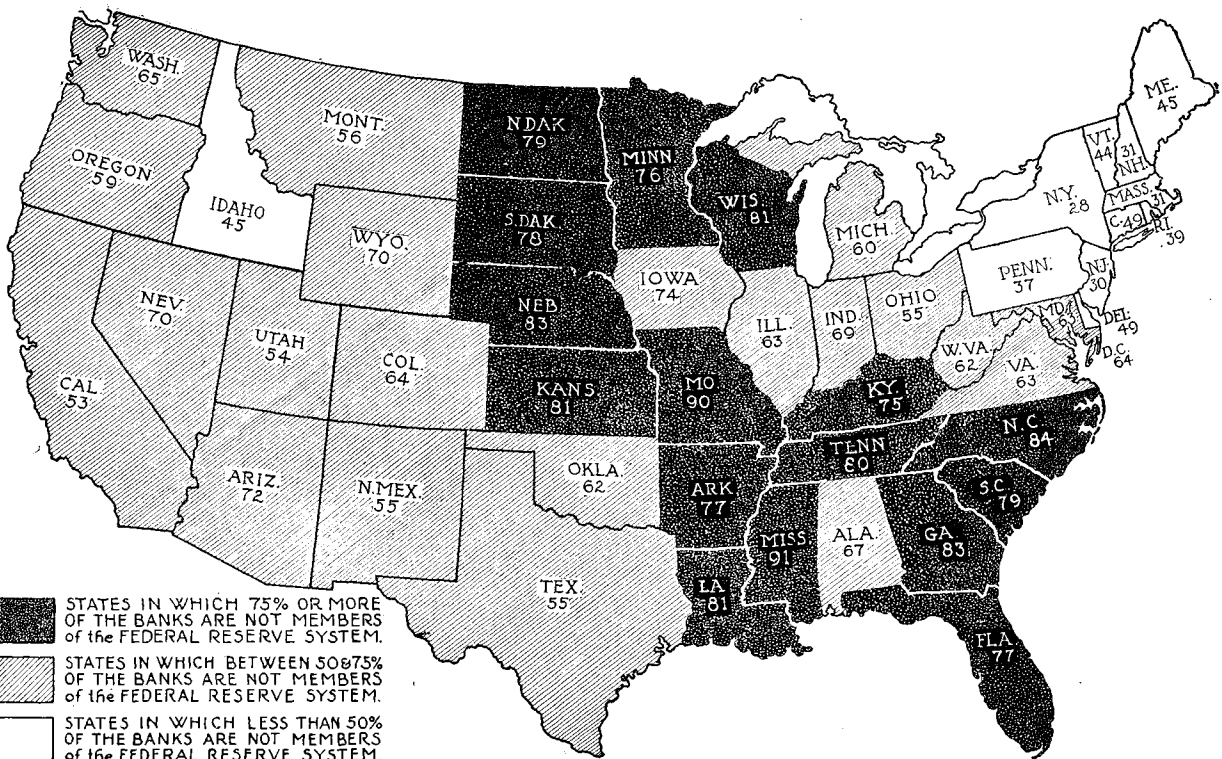 WASH.
65
MONT.
56
N.DAK
79
MINN.
76
OREGON
59
IDAHO
45
S.DAK.
78
WIS.
81
WYO.
70
MICH.
60
ME.
45
VT.
44
31
N.H.
N.Y.
28
MASS.
31
C.49
R.I.
39
NEB
83
IOWA
74
PENN.
37
N.J.
30
NEV
70
UTAH
54
COL.
64
ILL.
63
IND.
69
OHIO
55
MD.
63
DEL.
49
D.C.
64
W.VA.
62
VA.
63
CAL.
53
KANS
81
MO.
90
KY.
75
N.C.
84
TENN
80
ARIZ.
72
N.MEX.
55
OKLA.
62
ARK
77
S.C.
79
MISS
91
ALA.
67
GA.
83
TEX.
55
LA
81
FLA.
77
STATES IN WHICH 75% OR MORE
OF THE BANKS ARE NOT MEMBERS
of the FEDERAL RESERVE SYSTEM.
STATES IN WHICH BETWEEN 50&75%
OF THE BANKS ARE NOT MEMBERS
of the FEDERAL RESERVE SYSTEM.
STATES IN WHICH LESS THAN 50%
OF THE BANKS ARE NOT MEMBERS
of the FEDERAL RESERVE SYSTEM.